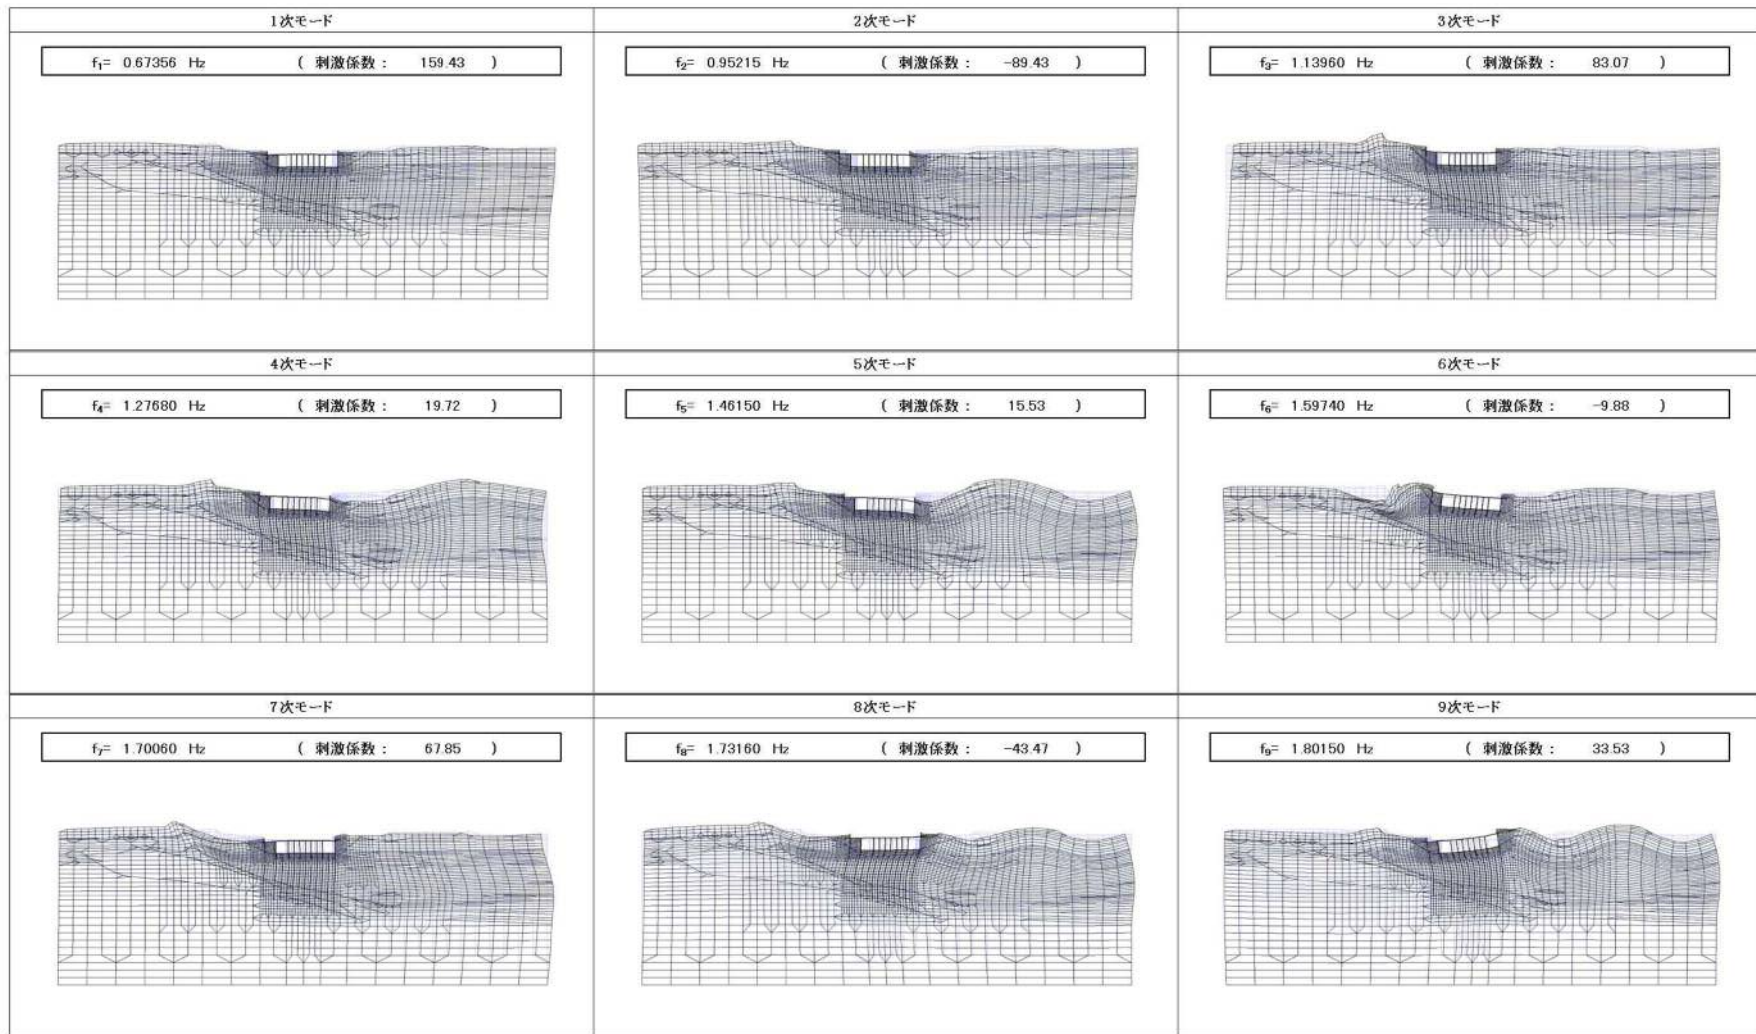 1次モード
2次モード
3次モード
f1= 0.67356 Hz ( 刺激係数 : 159.43 )
f2= 0.95215 Hz ( 刺激係数 : -89.43 )
f3= 1.13960 Hz ( 刺激係数 : 83.07 )
4次モード
5次モード
6次モード
f4= 1.27680 Hz ( 刺激係数 : 19.72 )
f5= 1.46150 Hz ( 刺激係数 : 15.53 )
f6= 1.59740 Hz ( 刺激係数 : -9.88 )
7次モード
8次モード
9次モード
f7= 1.70060 Hz ( 刺激係数 : 67.85 )
f8= 1.73160 Hz ( 刺激係数 : -43.47 )
f9= 1.80150 Hz ( 刺激係数 : 33.53 )